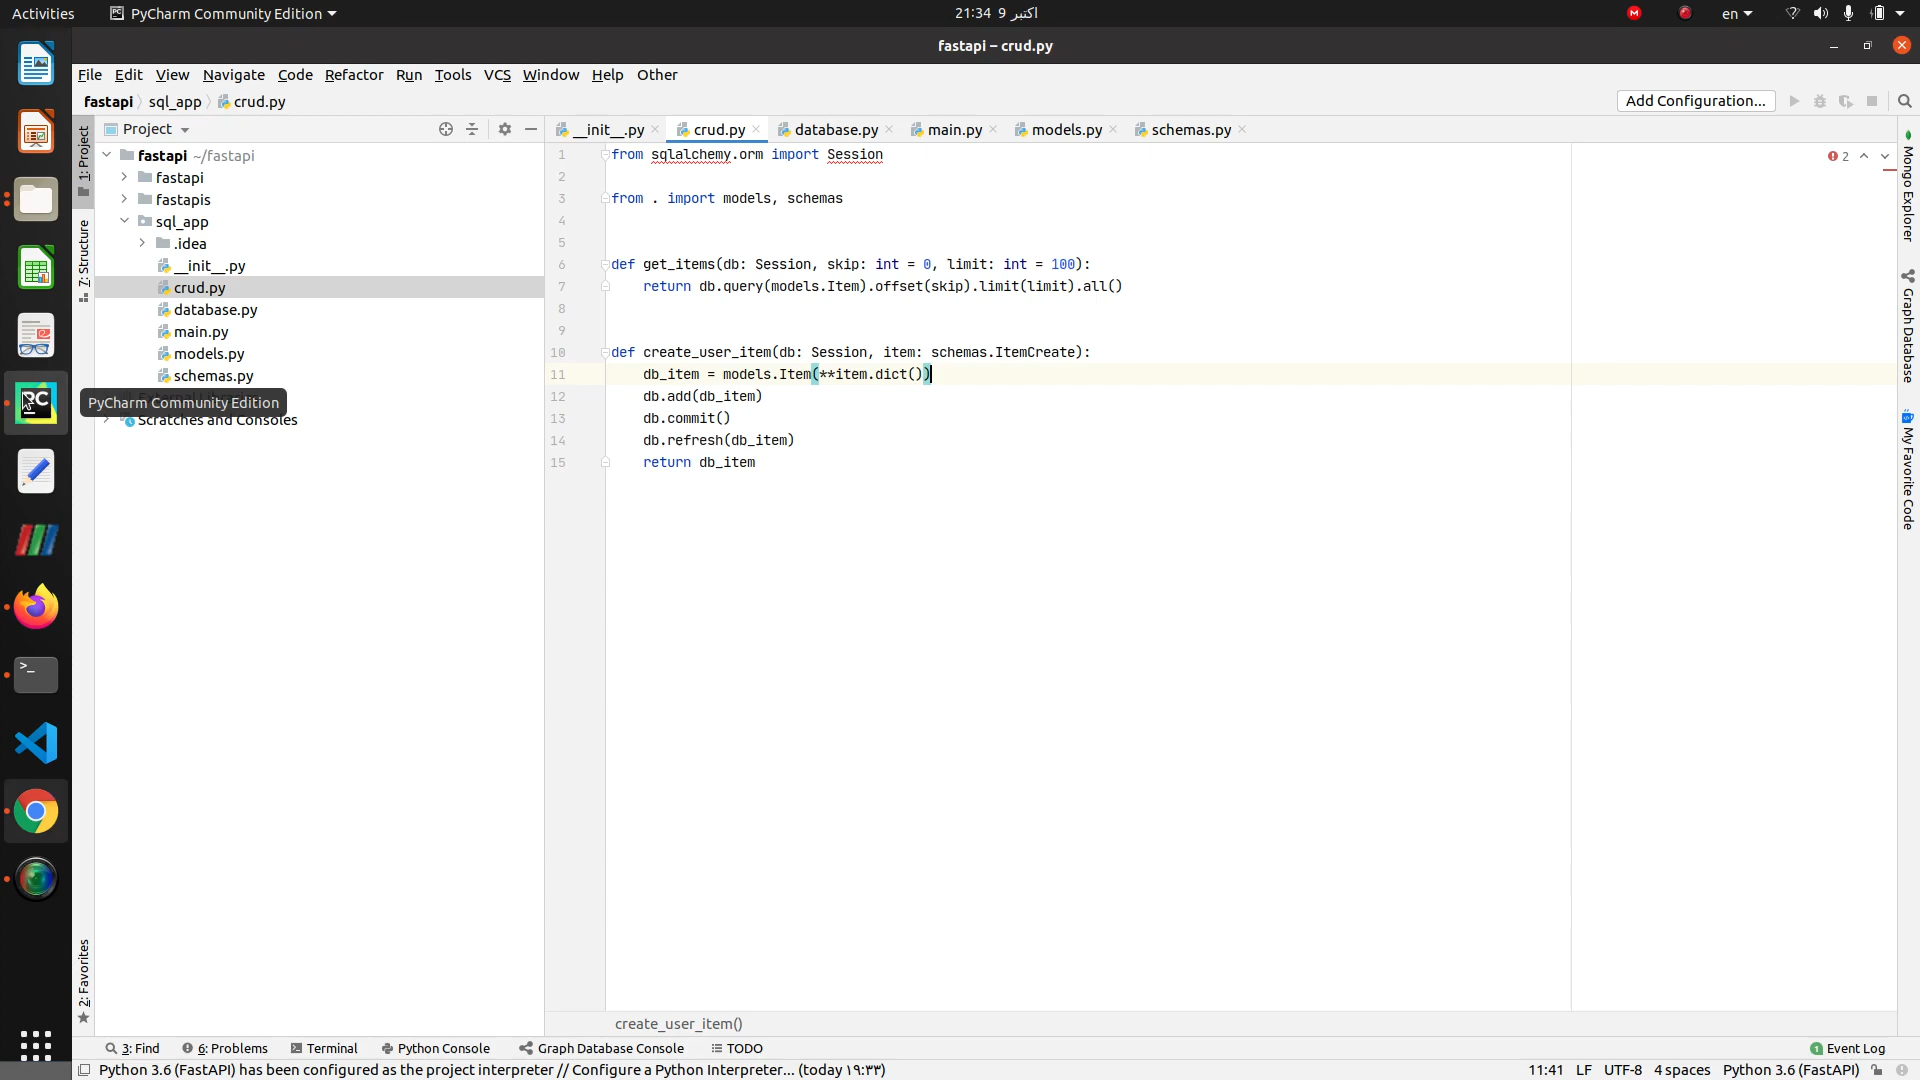 Activities PyCharm Community Edition 21:34 9 اکتبر en
fastapi – crud.py
File Edit View Navigate Code Refactor Run Tools VCS Window Help Other
fastapi sql_app crud.py Add Configuration...
Project
__init__.py crud.py database.py main.py models.py schemas.py
fastapi ~/fastapi
fastapi
fastapis
sql_app
.idea
__init__.py
crud.py
database.py
main.py
models.py
schemas.py
PyCharm Community Edition
Scratches and Consoles
1: Project
7: Structure
2: Favorites
1 from sqlalchemy.orm import Session
2
3 from . import models, schemas
4
5
6 def get_items(db: Session, skip: int = 0, limit: int = 100):
7 return db.query(models.Item).offset(skip).limit(limit).all()
8
9
10 def create_user_item(db: Session, item: schemas.ItemCreate):
11 db_item = models.Item(**item.dict())
12 db.add(db_item)
13 db.commit()
14 db.refresh(db_item)
15 return db_item
2
Mongo Explorer
Graph Database
My Favorite Code
create_user_item()
3: Find 6: Problems Terminal Python Console Graph Database Console TODO 1 Event Log
Python 3.6 (FastAPI) has been configured as the project interpreter // Configure a Python Interpreter... (today ۱۹:۳۳) 11:41 LF UTF-8 4 spaces Python 3.6 (FastAPI)